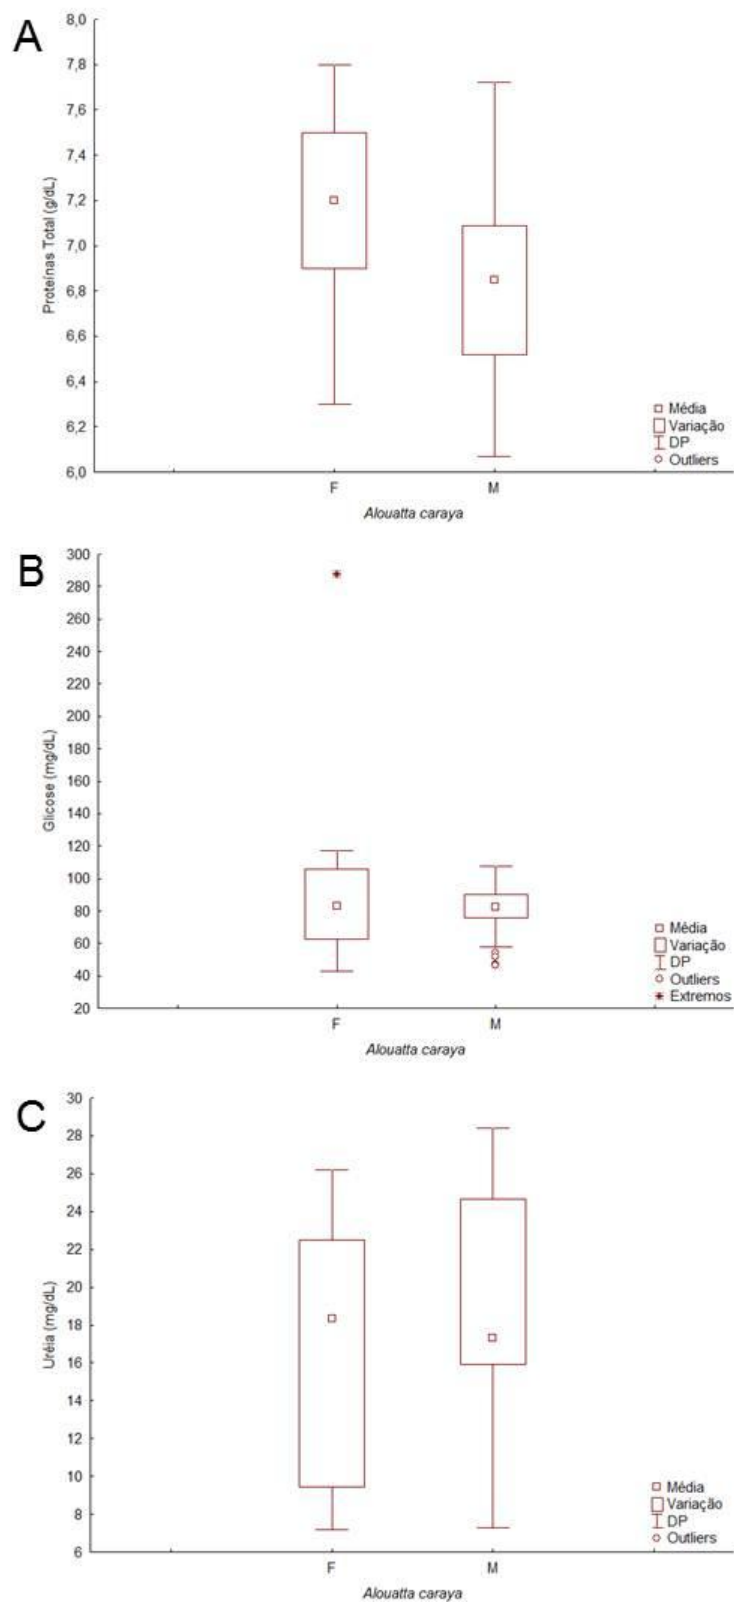 A
8,0
7,8
7,6
7,4
7,2
7,0
6,8
6,6
6,4
6,2
6,0
Proteínas Total (g/dL)
F
M
Alouatta caraya
Média
Variação
DP
Outliers
B
300
280
260
240
220
200
180
160
140
120
100
80
60
40
20
Glicose (mg/dL)
F
M
Alouatta caraya
Média
Variação
DP
Outliers
Extremos
C
30
28
26
24
22
20
18
16
14
12
10
8
6
Uréia (mg/dL)
F
M
Alouatta caraya
Média
Variação
DP
Outliers